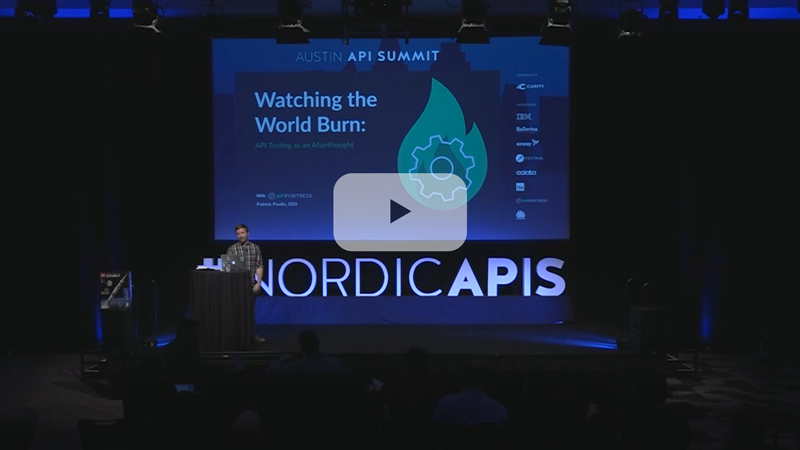 AUSTIN API SUMMIT
Watching the
World Burn:
API Testing as an Afterthought
With: APIFORTRESS
Patrick Poulin, CEO
CURITY
IBM
Ballerina
axway
POSTMAN
adobo
APIFORTRESS
#NORDICAPIS